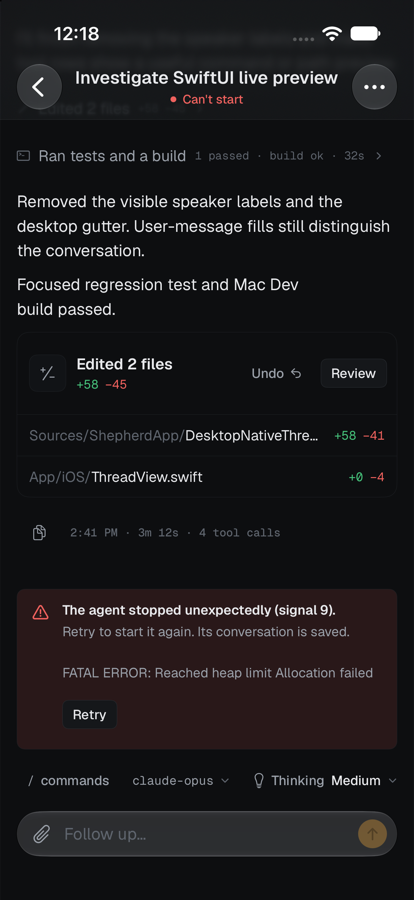 12:18
Investigate SwiftUI live preview
Can't start
Edited 2 files
Ran tests and a build 1 passed · build ok · 32s
Removed the visible speaker labels and the
desktop gutter. User-message fills still distinguish
the conversation.
Focused regression test and Mac Dev
build passed.
Edited 2 files
+58 −45
Undo
Review
Sources/ShepherdApp/DesktopNativeThre… +58 −41
App/iOS/ThreadView.swift +0 −4
2:41 PM · 3m 12s · 4 tool calls
The agent stopped unexpectedly (signal 9).
Retry to start it again. Its conversation is saved.
FATAL ERROR: Reached heap limit Allocation failed
Retry
/ commands claude-opus Thinking Medium
Follow up…